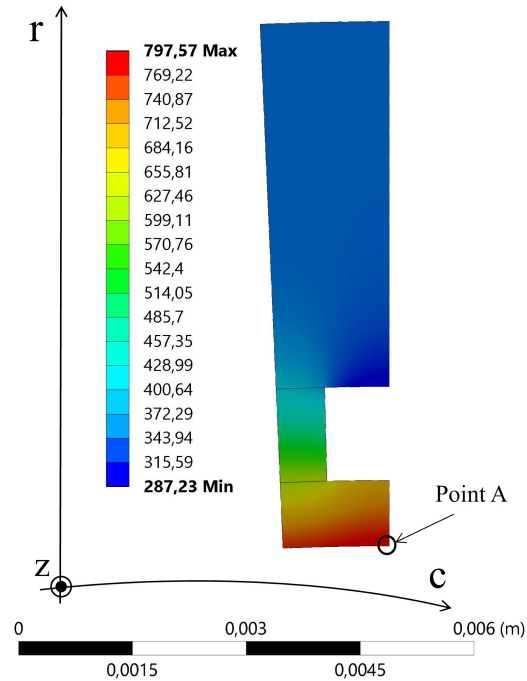 r
797,57 Max
769,22
740,87
712,52
684,16
655,81
627,46
599,11
570,76
542,4
514,05
485,7
457,35
428,99
400,64
372,29
343,94
315,59
287,23 Min
Point A
z
c
0 0,003 0,006 (m)
0,0015 0,0045